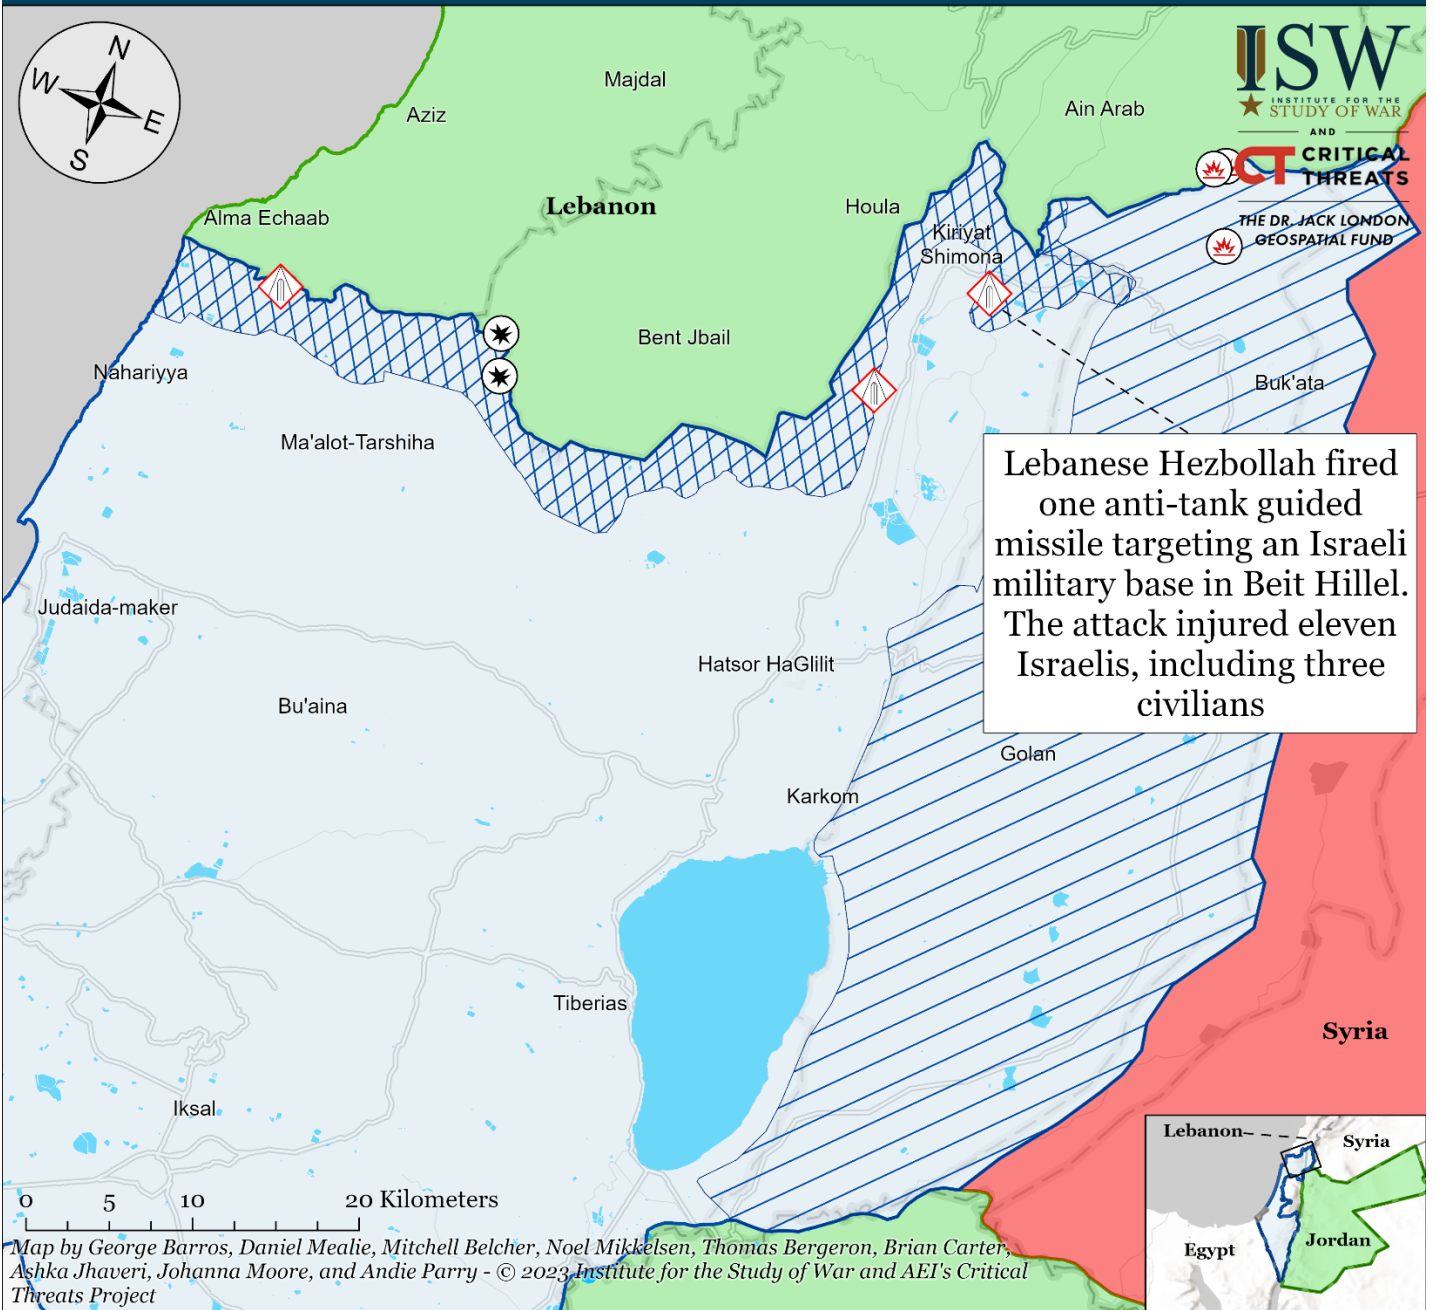 N
W
E
S
ISW
INSTITUTE FOR THE
STUDY OF WAR
AND
CT CRITICAL
THREATS
THE DR. JACK LONDON
GEOSPATIAL FUND
Majdal
Aziz
Ain Arab
Alma Echaab
Lebanon
Houla
Kiriyat
Shimona
Bent Jbail
Nahariyya
Buk'ata
Ma'alot-Tarshiha
Lebanese Hezbollah fired
one anti-tank guided
missile targeting an Israeli
military base in Beit Hillel.
The attack injured eleven
Israelis, including three
civilians
Judaida-maker
Hatsor HaGlilit
Bu'aina
Golan
Karkom
Tiberias
Syria
Iksal
Lebanon
Syria
Egypt
Jordan
0 5 10 20 Kilometers
Map by George Barros, Daniel Mealie, Mitchell Belcher, Noel Mikkelsen, Thomas Bergeron, Brian Carter,
Ashka Jhaveri, Johanna Moore, and Andie Parry - © 2023 Institute for the Study of War and AEI's Critical
Threats Project